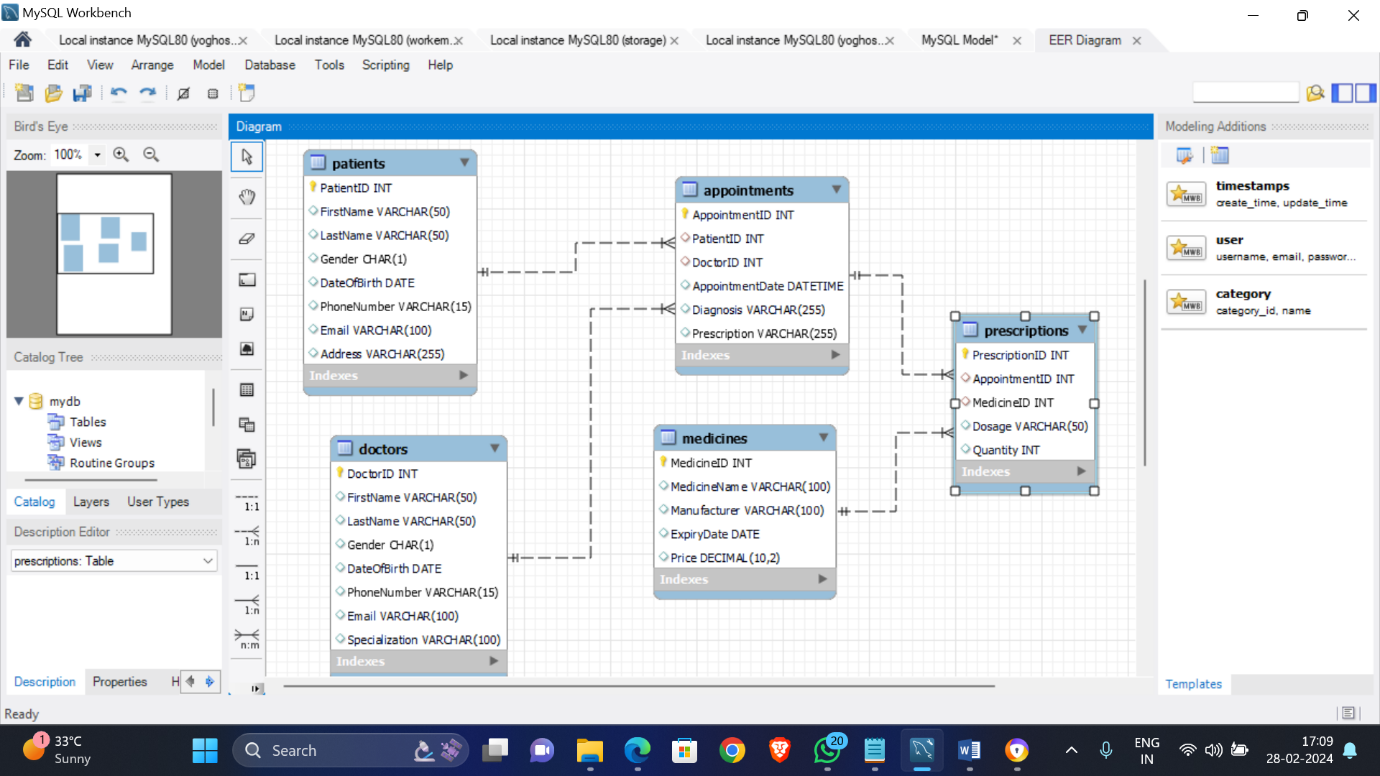 MySQL Workbench
Local instance MySQL80 (yoghos... Local instance MySQL80 (workem... Local instance MySQL80 (storage) Local instance MySQL80 (yoghos... MySQL Model* EER Diagram
File Edit View Arrange Model Database Tools Scripting Help
Bird's Eye
Zoom: 100%
Catalog Tree
mydb
Tables
Views
Routine Groups
Catalog Layers User Types
Description Editor
prescriptions: Table
Description Properties H
1:1
1:n
1:1
1:n
n:m
Diagram
patients
PatientID INT
FirstName VARCHAR(50)
LastName VARCHAR(50)
Gender CHAR(1)
DateOfBirth DATE
PhoneNumber VARCHAR(15)
Email VARCHAR(100)
Address VARCHAR(255)
Indexes
doctors
DoctorID INT
FirstName VARCHAR(50)
LastName VARCHAR(50)
Gender CHAR(1)
DateOfBirth DATE
PhoneNumber VARCHAR(15)
Email VARCHAR(100)
Specialization VARCHAR(100)
Indexes
appointments
AppointmentID INT
PatientID INT
DoctorID INT
AppointmentDate DATETIME
Diagnosis VARCHAR(255)
Prescription VARCHAR(255)
Indexes
medicines
MedicineID INT
MedicineName VARCHAR(100)
Manufacturer VARCHAR(100)
ExpiryDate DATE
Price DECIMAL(10,2)
Indexes
prescriptions
PrescriptionID INT
AppointmentID INT
MedicineID INT
Dosage VARCHAR(50)
Quantity INT
Indexes
Modeling Additions
MWB
timestamps
create_time, update_time
MWB
user
username, email, passwor...
MWB
category
category_id, name
Templates
Ready
1
33°C
Sunny
Search
20
ENG
IN
17:09
28-02-2024